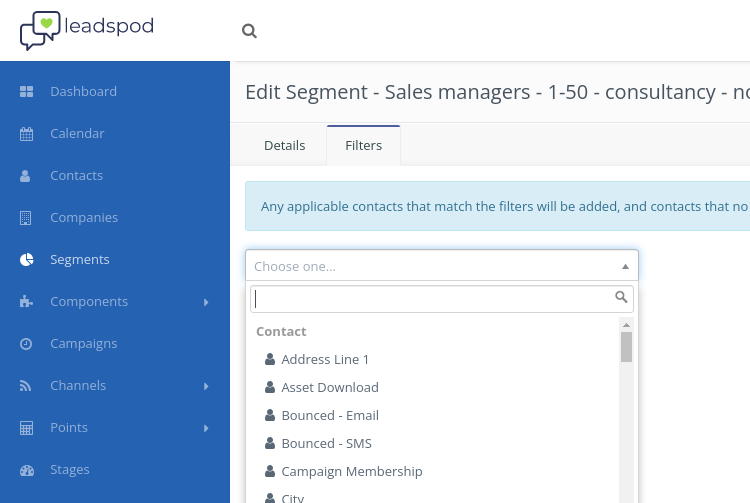 leadspod
Dashboard
Calendar
Contacts
Companies
Segments
Components
Campaigns
Channels
Points
Stages
Edit Segment - Sales managers - 1-50 - consultancy - no
Details
Filters
Any applicable contacts that match the filters will be added, and contacts that no
Choose one...
Contact
Address Line 1
Asset Download
Bounced - Email
Bounced - SMS
Campaign Membership
City